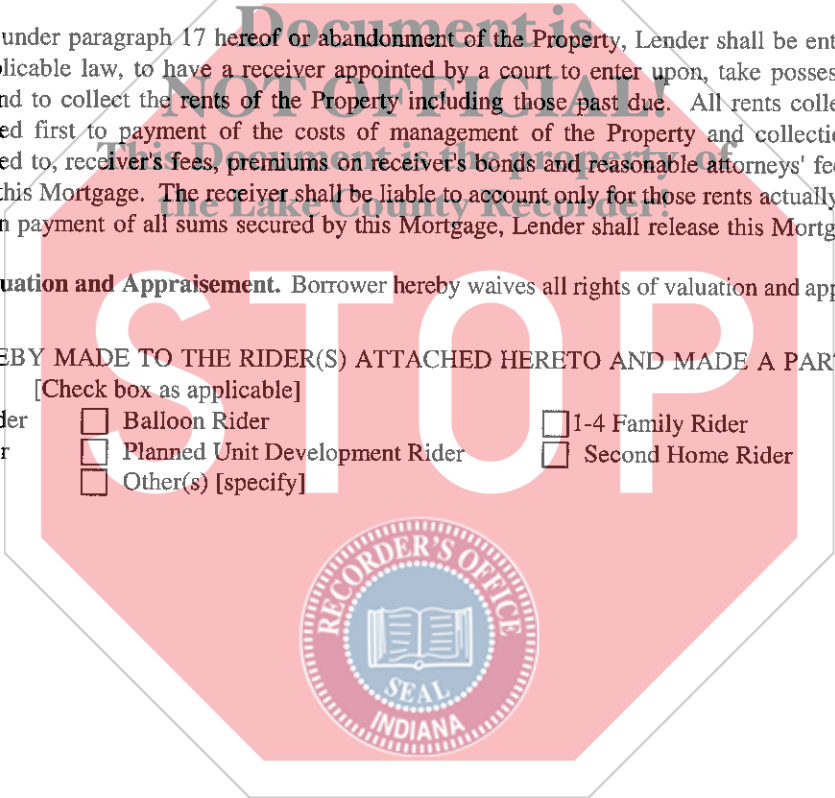 Document is
under paragraph 17 hereof or abandonment of the Property, Lender shall be ent
licable law, to have a receiver appointed by a court to enter upon, take posses
nd to collect the rents of the Property including those past due. All rents colle
NOT OFFICIAL!
ed first to payment of the costs of management of the Property and collectio
This Document is the property of
ed to, receiver's fees, premiums on receiver's bonds and reasonable attorneys' fee
this Mortgage. The receiver shall be liable to account only for those rents actually
the Lake County Recorder!
n payment of all sums secured by this Mortgage, Lender shall release this Mortg
uation and Appraisement. Borrower hereby waives all rights of valuation and app
STOP
EBY MADE TO THE RIDER(S) ATTACHED HERETO AND MADE A PAR
[Check box as applicable]
der Balloon Rider 1-4 Family Rider
r Planned Unit Development Rider Second Home Rider
Other(s) [specify]
RECORDER'S OFFICE
SEAL
INDIANA